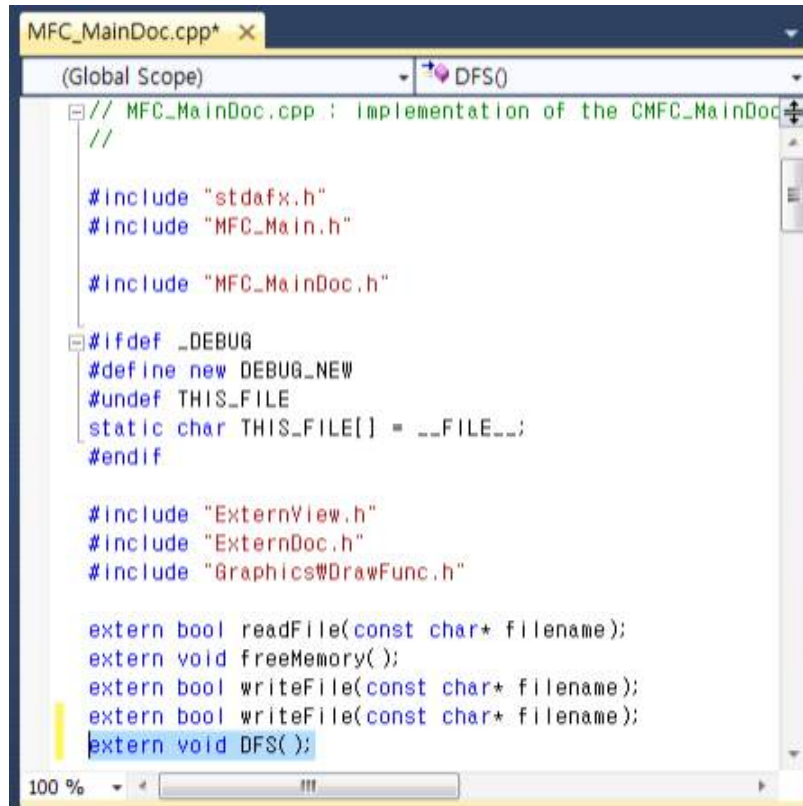 MFC_MainDoc.cpp*
(Global Scope) DFS()
// MFC_MainDoc.cpp : implementation of the CMFC_MainDoc
//
#include "stdafx.h"
#include "MFC_Main.h"
#include "MFC_MainDoc.h"
#ifdef _DEBUG
#define new DEBUG_NEW
#undef THIS_FILE
static char THIS_FILE[] = __FILE__;
#endif
#include "ExternView.h"
#include "ExternDoc.h"
#include "Graphics₩DrawFunc.h"
extern bool readFile(const char* filename);
extern void freeMemory();
extern bool writeFile(const char* filename);
extern bool writeFile(const char* filename);
extern void DFS();
100 %